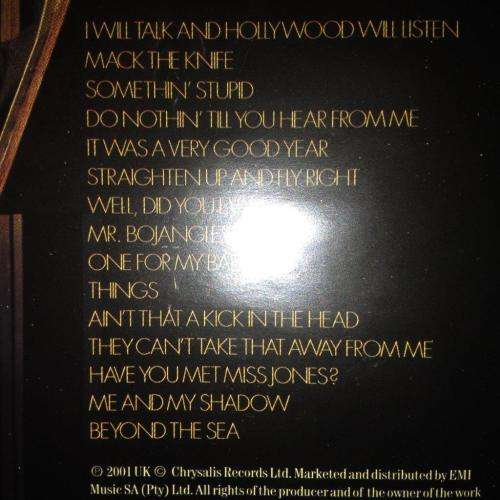 I WILL TALK AND HOLLYWOOD WILL LISTEN
MACK THE KNIFE
SOMETHIN' STUPID
DO NOTHIN' TILL YOU HEAR FROM ME
IT WAS A VERY GOOD YEAR
STRAIGHTEN UP AND FLY RIGHT
WELL, DID YOU
MR.
ONE FOR MY
THINGS
AIN'T THAT A KICK IN THE HEAD
THEY CAN'T TAKE THAT AWAY FROM ME
HAVE YOU MET MISS JONES?
ME AND MY SHADOW
BEYOND THE SEA
℗ 2001 UK © Chrysalis Records Ltd. Marketed and distributed by EMI
Music SA (Pty) Ltd. All rights of the producer and of the owner of the work